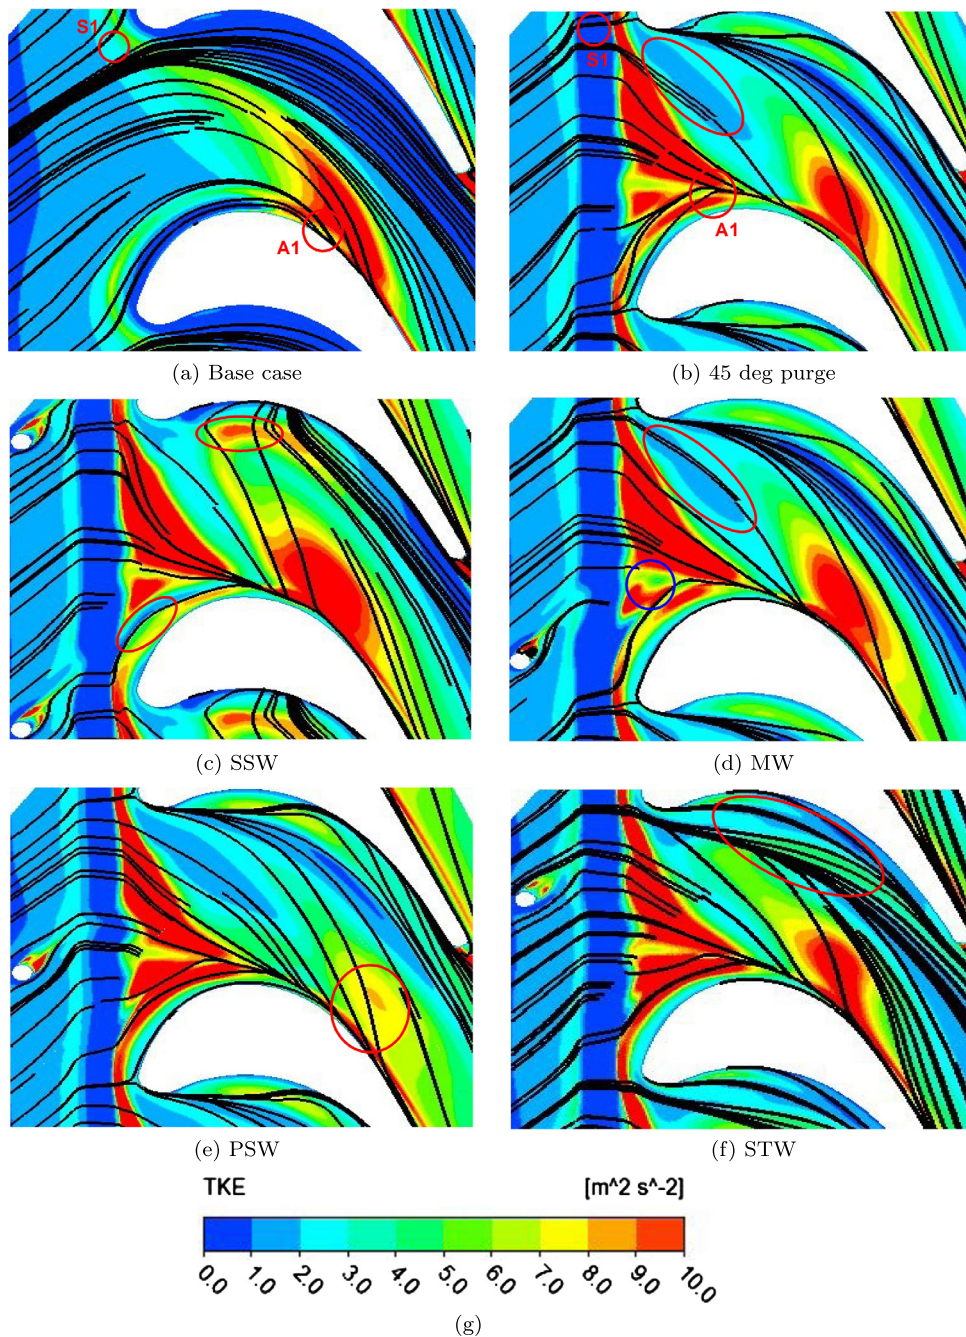 S1
A1
S1
A1
(a) Base case
(b) 45 deg purge
(c) SSW
(d) MW
(e) PSW
(f) STW
TKE [m^2 s^-2]
0.0 1.0 2.0 3.0 4.0 5.0 6.0 7.0 8.0 9.0 10.0
(g)